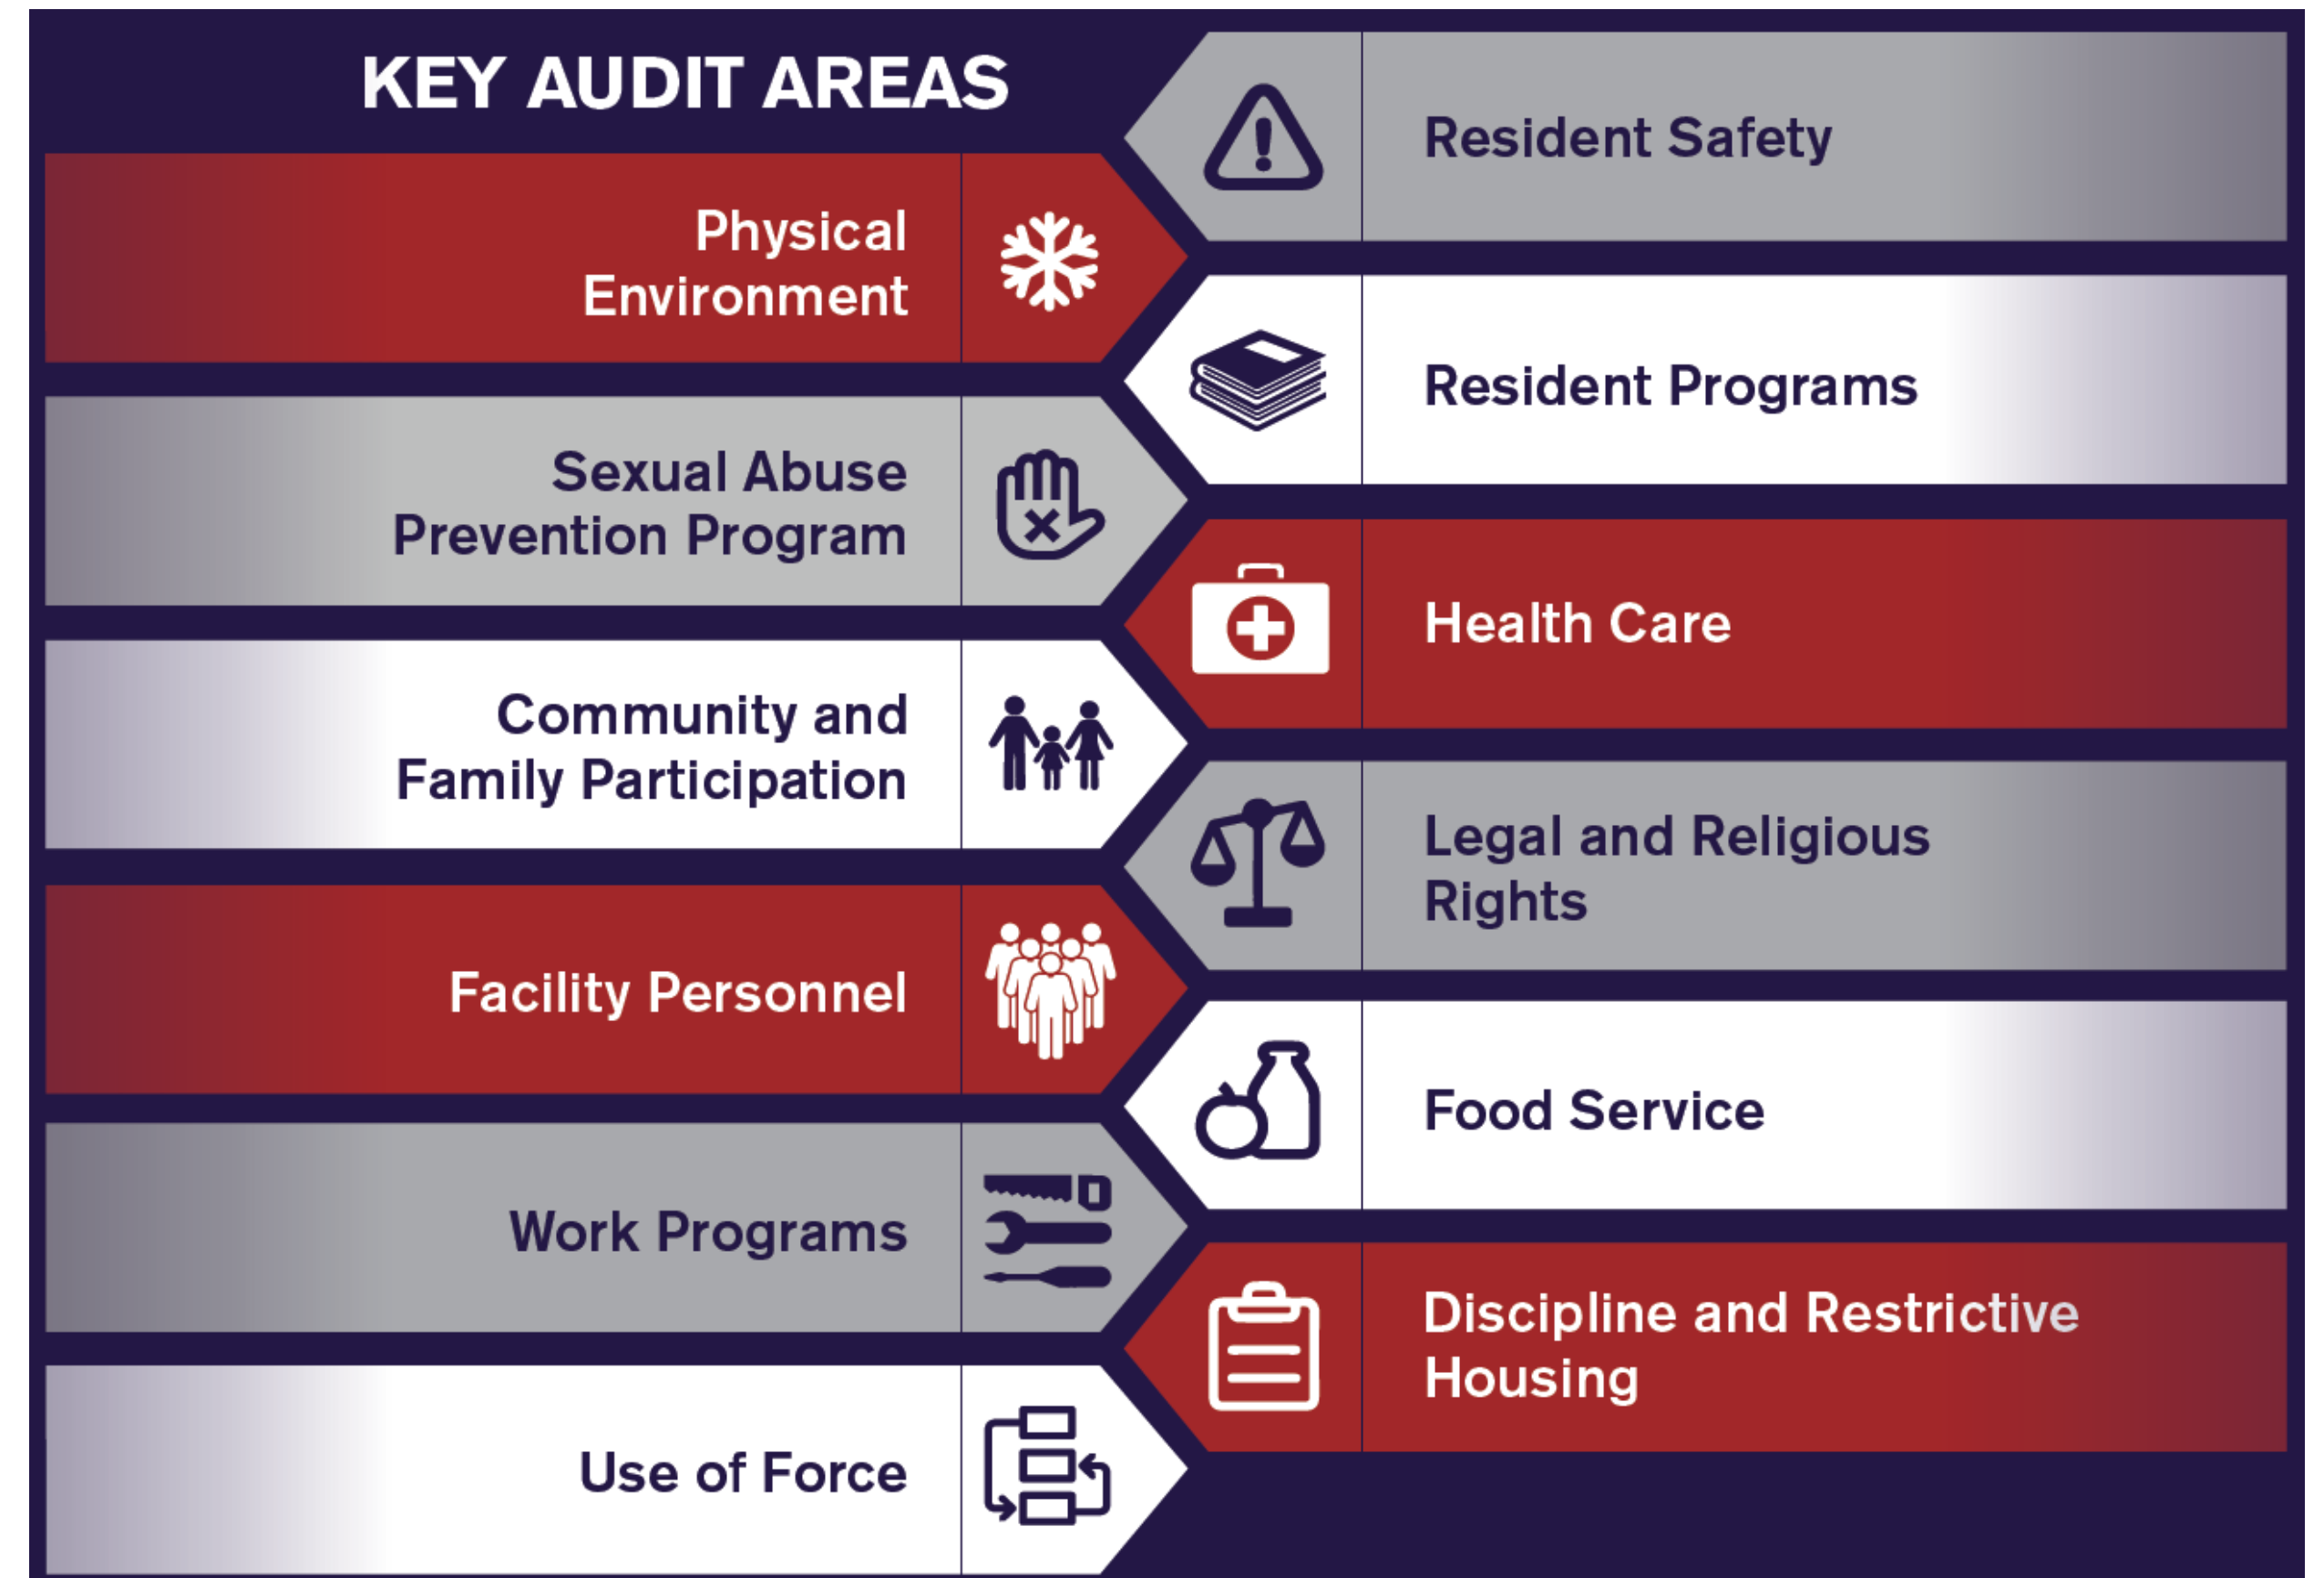 KEY AUDIT AREAS
Resident Safety
Physical
Environment
Resident Programs
Sexual Abuse
Prevention Program
Health Care
Community and
Family Participation
Legal and Religious
Rights
Facility Personnel
Food Service
Work Programs
Discipline and Restrictive
Housing
Use of Force